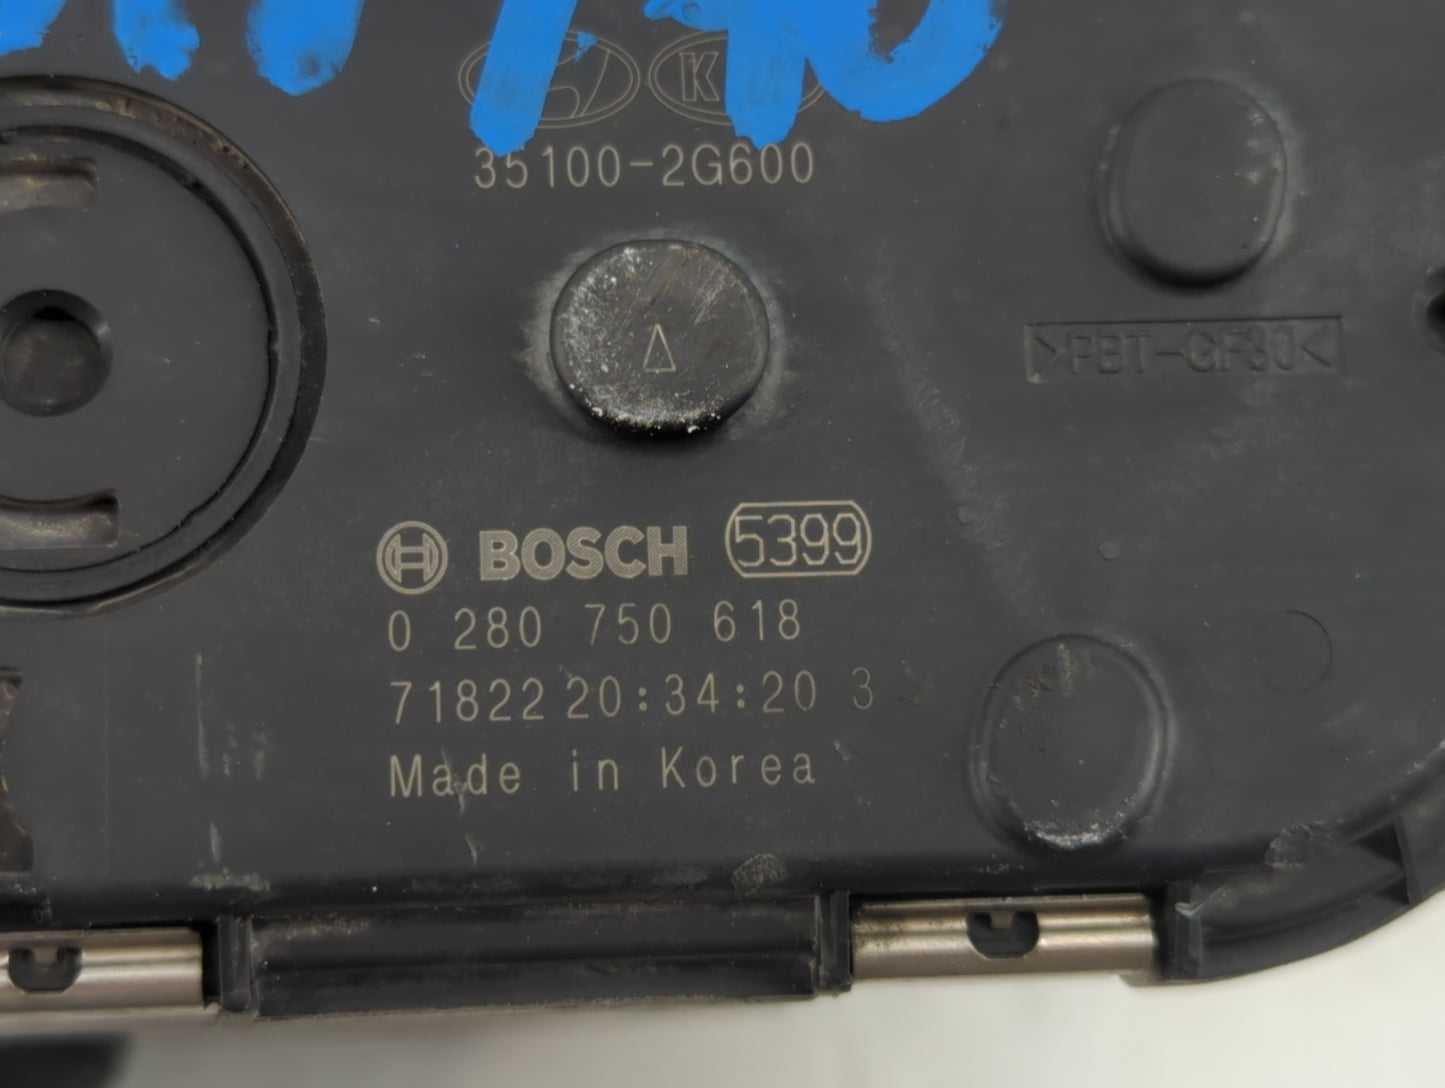 35100-2G600
>PBT-GF30<
BOSCH 5399
0 280 750 618
71822 20:34:20 3
Made in Korea